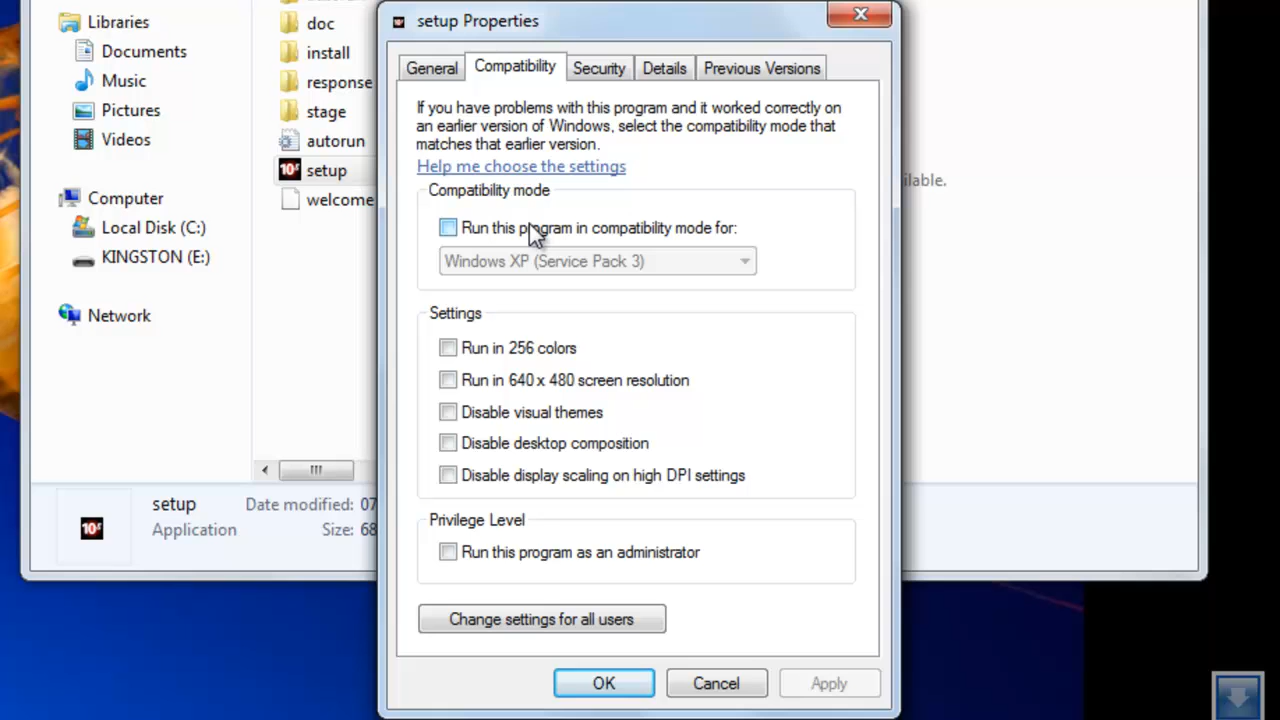 setup Properties
Libraries
Documents
Music
Pictures
Videos
Computer
Local Disk (C:)
KINGSTON (E:)
Network
doc
install
response
stage
autorun
setup
welcome
General
Compatibility
Security
Details
Previous Versions
If you have problems with this program and it worked correctly on
an earlier version of Windows, select the compatibility mode that
matches that earlier version.
Help me choose the settings
Compatibility mode
Run this program in compatibility mode for:
Windows XP (Service Pack 3)
Settings
Run in 256 colors
Run in 640 x 480 screen resolution
Disable visual themes
Disable desktop composition
Disable display scaling on high DPI settings
Privilege Level
Run this program as an administrator
Change settings for all users
OK
Cancel
Apply
setup
Date modified: 07
Application
Size: 68